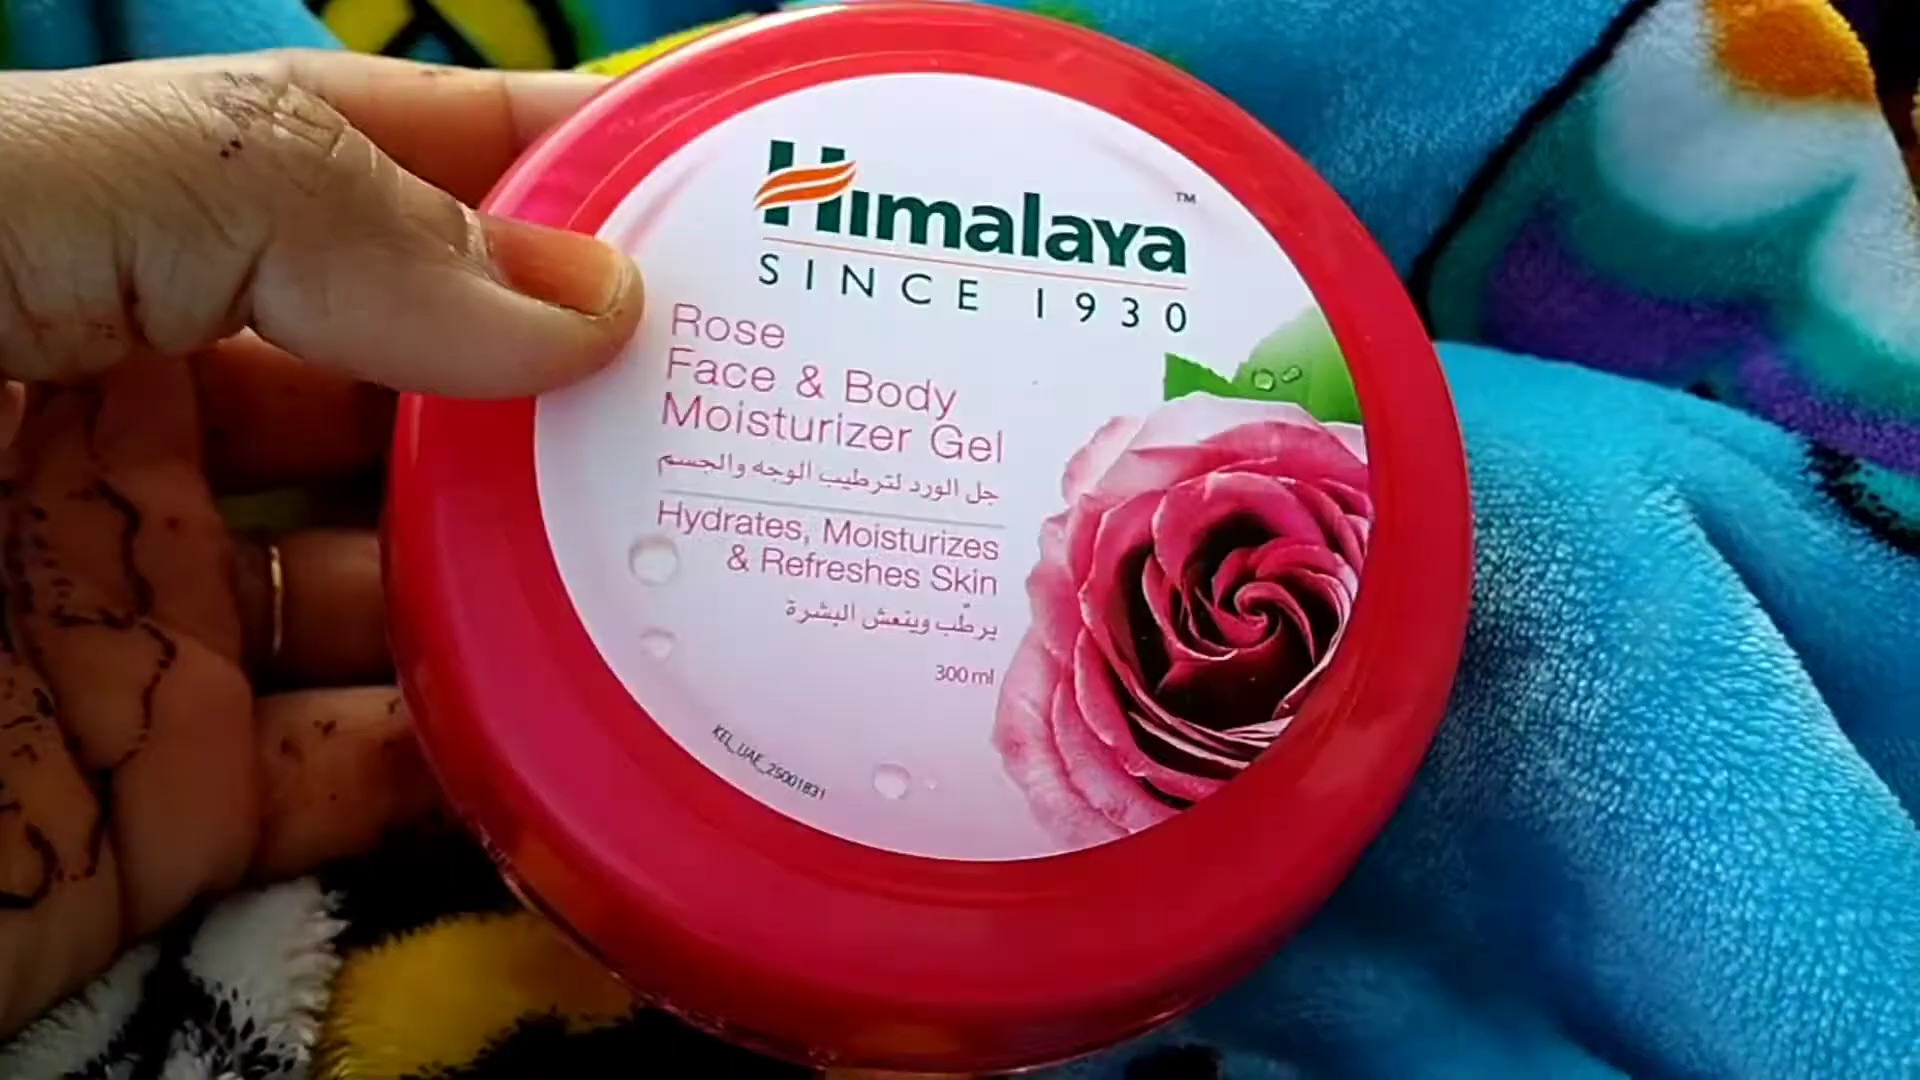 Himalaya™
SINCE 1930
Rose
Face & Body
Moisturizer Gel
جل الورد لترطيب الوجه والجسم
Hydrates, Moisturizes
& Refreshes Skin
يرطّب وينعش البشرة
300 ml
KEL_UAE_25001831